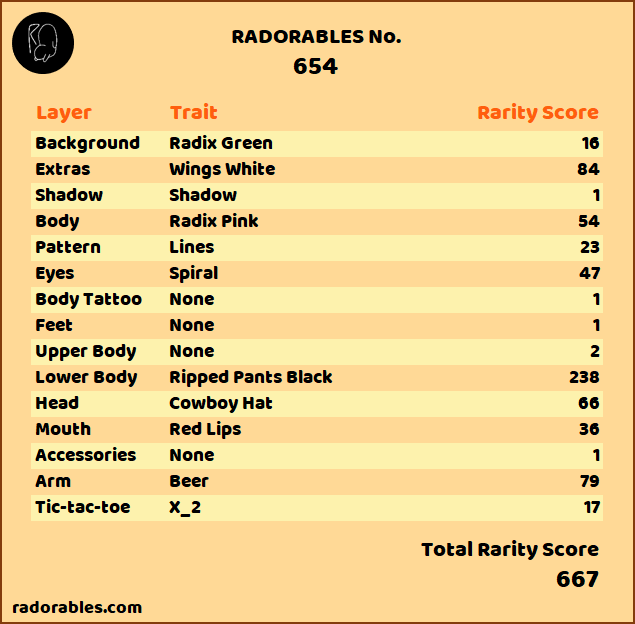 RADORABLES No.
654
Layer Trait Rarity Score
Background Radix Green 16
Extras Wings White 84
Shadow Shadow 1
Body Radix Pink 54
Pattern Lines 23
Eyes Spiral 47
Body Tattoo None 1
Feet None 1
Upper Body None 2
Lower Body Ripped Pants Black 238
Head Cowboy Hat 66
Mouth Red Lips 36
Accessories None 1
Arm Beer 79
Tic-tac-toe X_2 17
Total Rarity Score
667
radorables.com